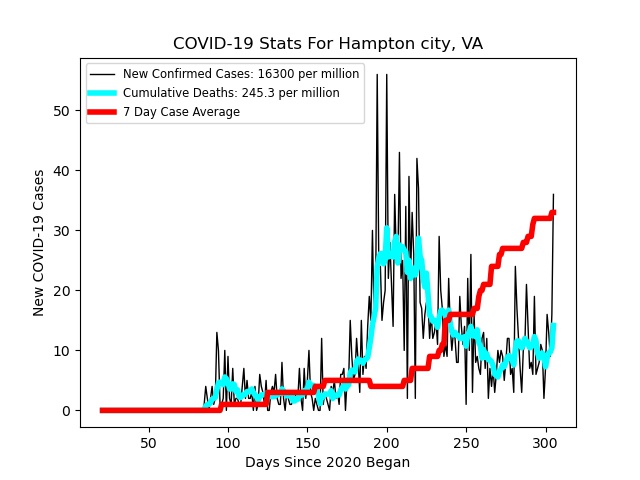 COVID-19 Stats For Hampton city, VA
New Confirmed Cases: 16300 per million
Cumulative Deaths: 245.3 per million
7 Day Case Average
New COVID-19 Cases
50
40
30
20
10
0
50 100 150 200 250 300
Days Since 2020 Began